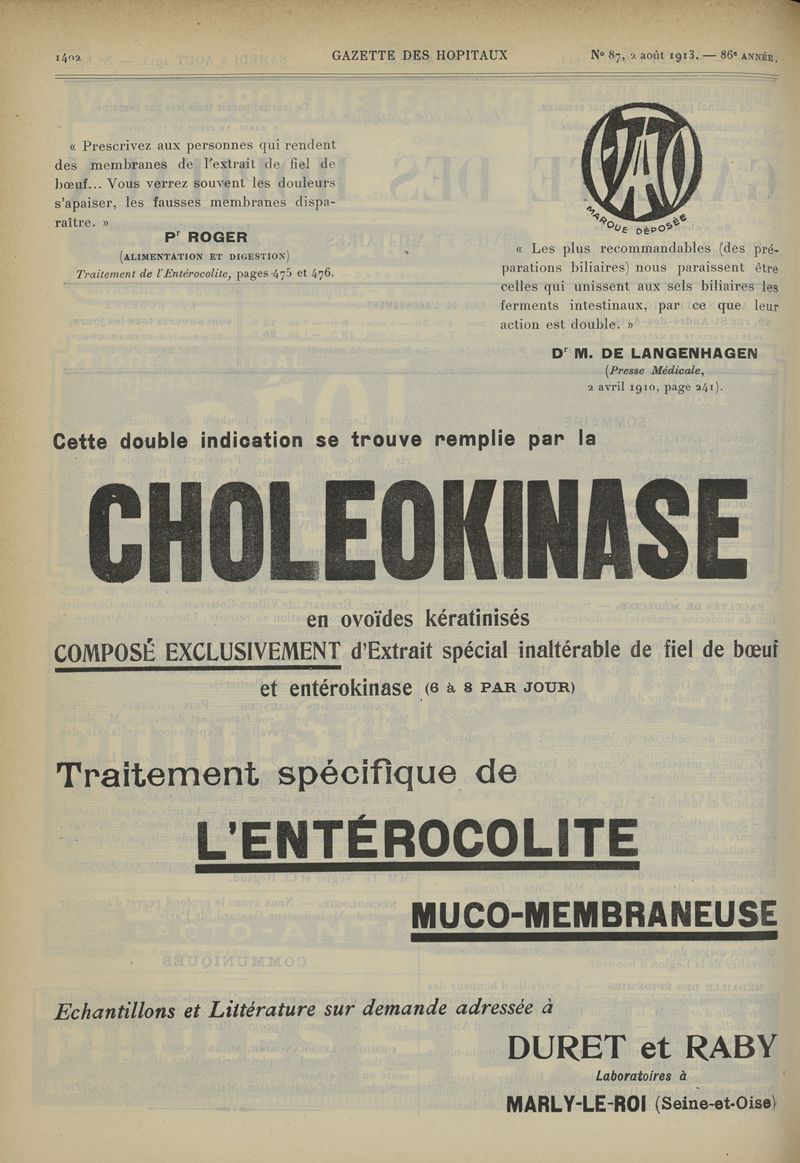 1402
GAZETTE DES HOPITAUX
N° 87, 2 août 1913. — 86e ANNÉE.
« Prescrivez aux personnes qui rendent
des membranes de l'extrait de fiel de
bœuf... Vous verrez souvent les douleurs
s'apaiser, les fausses membranes dispa-
raître. »
Pr ROGER
(ALIMENTATION ET DIGESTION)
Traitement de l'Entérocolite, pages 475 et 476.
MARQUE DÉPOSÉE
« Les plus recommandables (des pré-
parations biliaires) nous paraissent être
celles qui unissent aux sels biliaires les
ferments intestinaux, par ce que leur
action est double. »
Dr M. DE LANGENHAGEN
(Presse Médicale,
2 avril 1910, page 241).
Cette double indication se trouve remplie par la
CHOLEOKINASE
en ovoïdes kératinisés
COMPOSÉ EXCLUSIVEMENT d'Extrait spécial inaltérable de fiel de bœuf
et entérokinase (6 à 8 PAR JOUR)
Traitement spécifique de
L'ENTÉROCOLITE
MUCO-MEMBRANEUSE
Echantillons et Littérature sur demande adressée à
DURET et RABY
Laboratoires à
MARLY-LE-ROI (Seine-et-Oise)